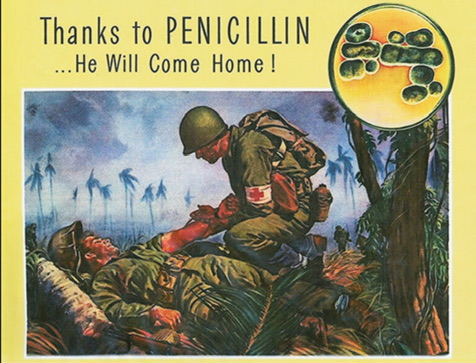 Thanks to PENICILLIN
...He Will Come Home!